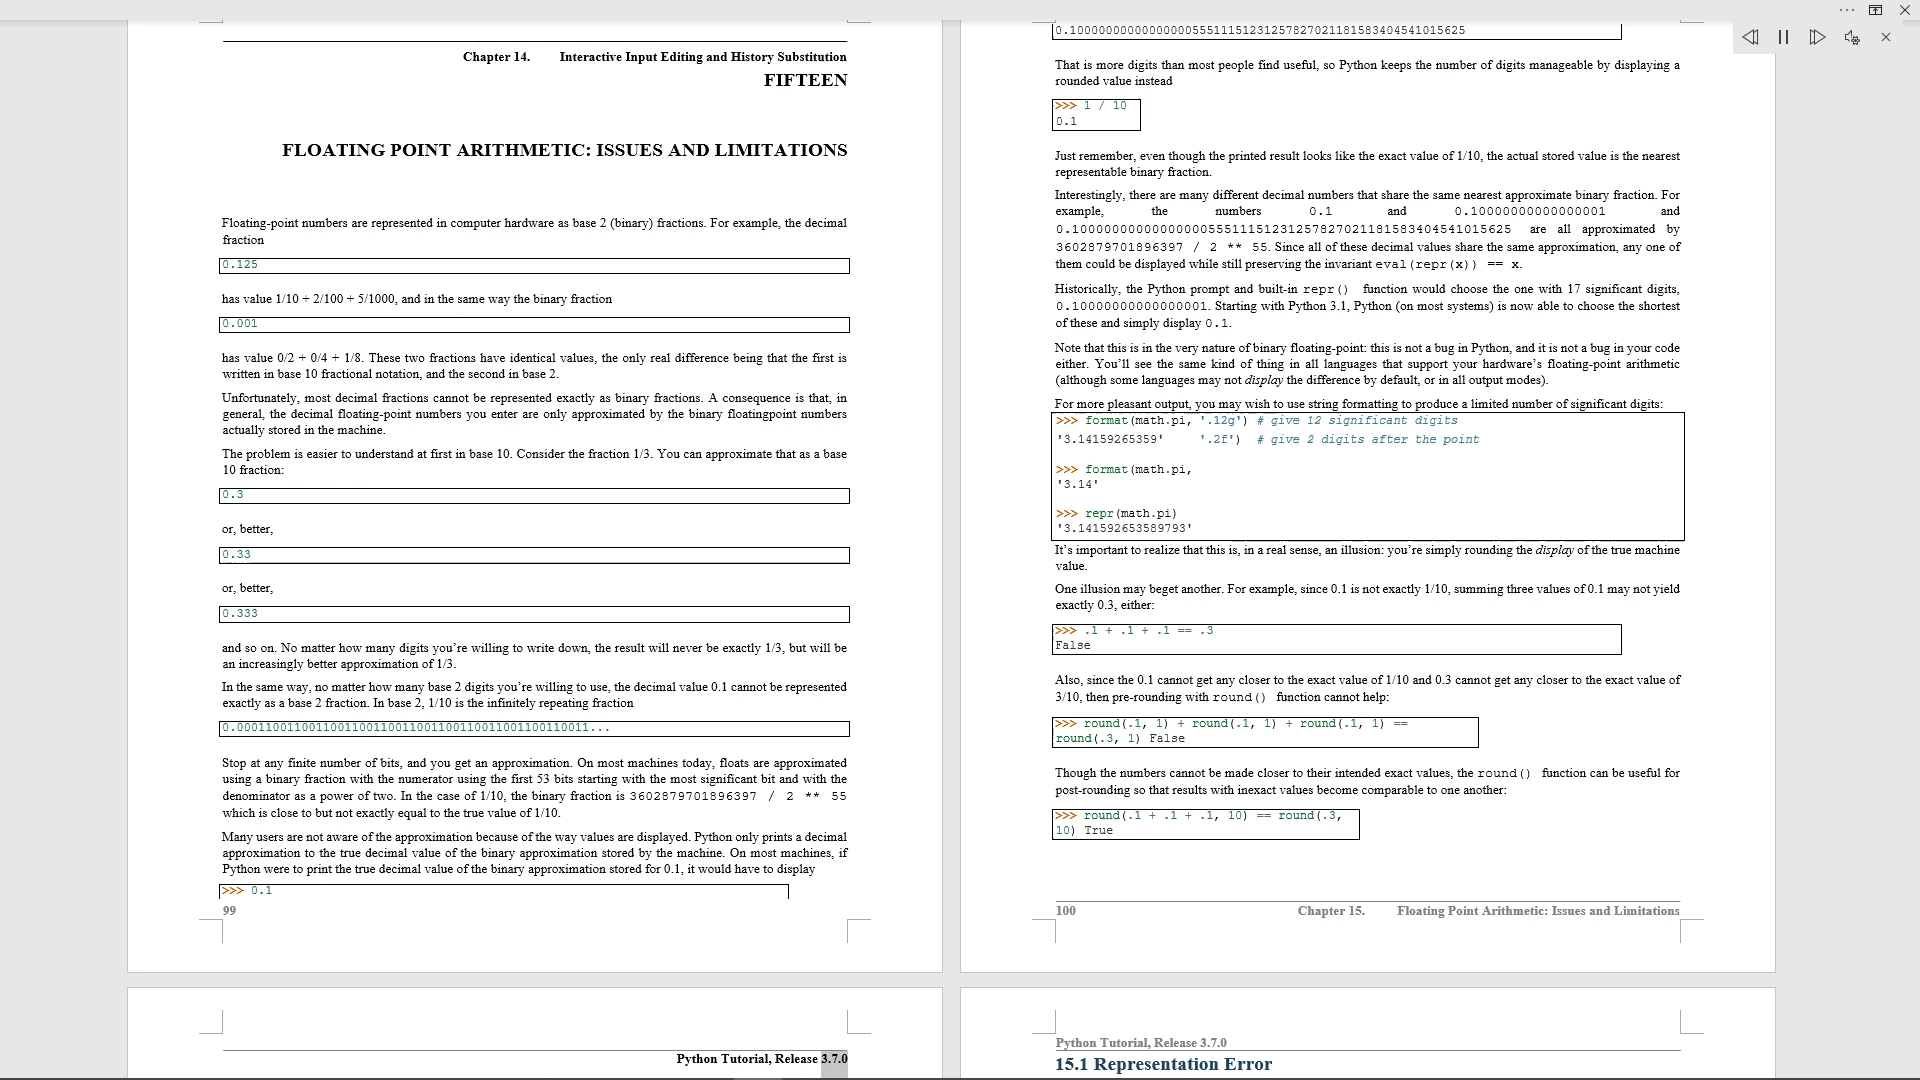 Chapter 14. Interactive Input Editing and History Substitution
FIFTEEN
FLOATING POINT ARITHMETIC: ISSUES AND LIMITATIONS
Floating-point numbers are represented in computer hardware as base 2 (binary) fractions. For example, the decimal
fraction
0.125
has value 1/10 + 2/100 + 5/1000, and in the same way the binary fraction
0.001
has value 0/2 + 0/4 + 1/8. These two fractions have identical values, the only real difference being that the first is
written in base 10 fractional notation, and the second in base 2.
Unfortunately, most decimal fractions cannot be represented exactly as binary fractions. A consequence is that, in
general, the decimal floating-point numbers you enter are only approximated by the binary floatingpoint numbers
actually stored in the machine.
The problem is easier to understand at first in base 10. Consider the fraction 1/3. You can approximate that as a base
10 fraction:
0.3
or, better,
0.33
or, better,
0.333
and so on. No matter how many digits you’re willing to write down, the result will never be exactly 1/3, but will be
an increasingly better approximation of 1/3.
In the same way, no matter how many base 2 digits you’re willing to use, the decimal value 0.1 cannot be represented
exactly as a base 2 fraction. In base 2, 1/10 is the infinitely repeating fraction
0.0001100110011001100110011001100110011001100110011...
Stop at any finite number of bits, and you get an approximation. On most machines today, floats are approximated
using a binary fraction with the numerator using the first 53 bits starting with the most significant bit and with the
denominator as a power of two. In the case of 1/10, the binary fraction is 3602879701896397 / 2 ** 55
which is close to but not exactly equal to the true value of 1/10.
Many users are not aware of the approximation because of the way values are displayed. Python only prints a decimal
approximation to the true decimal value of the binary approximation stored by the machine. On most machines, if
Python were to print the true decimal value of the binary approximation stored for 0.1, it would have to display
>>> 0.1
99
0.1000000000000000055511151231257827021181583404541015625
That is more digits than most people find useful, so Python keeps the number of digits manageable by displaying a
rounded value instead
>>> 1 / 10
0.1
Just remember, even though the printed result looks like the exact value of 1/10, the actual stored value is the nearest
representable binary fraction.
Interestingly, there are many different decimal numbers that share the same nearest approximate binary fraction. For
example, the numbers 0.1 and 0.10000000000000001 and
0.1000000000000000055511151231257827021181583404541015625 are all approximated by
3602879701896397 / 2 ** 55. Since all of these decimal values share the same approximation, any one of
them could be displayed while still preserving the invariant eval(repr(x)) == x.
Historically, the Python prompt and built-in repr() function would choose the one with 17 significant digits,
0.10000000000000001. Starting with Python 3.1, Python (on most systems) is now able to choose the shortest
of these and simply display 0.1.
Note that this is in the very nature of binary floating-point: this is not a bug in Python, and it is not a bug in your code
either. You’ll see the same kind of thing in all languages that support your hardware’s floating-point arithmetic
(although some languages may not display the difference by default, or in all output modes).
For more pleasant output, you may wish to use string formatting to produce a limited number of significant digits:
>>> format(math.pi, '.12g') # give 12 significant digits
'3.14159265359' '.2f') # give 2 digits after the point
>>> format(math.pi,
'3.14'
>>> repr(math.pi)
'3.141592653589793'
It’s important to realize that this is, in a real sense, an illusion: you’re simply rounding the display of the true machine
value.
One illusion may beget another. For example, since 0.1 is not exactly 1/10, summing three values of 0.1 may not yield
exactly 0.3, either:
>>> .1 + .1 + .1 == .3
False
Also, since the 0.1 cannot get any closer to the exact value of 1/10 and 0.3 cannot get any closer to the exact value of
3/10, then pre-rounding with round() function cannot help:
>>> round(.1, 1) + round(.1, 1) + round(.1, 1) ==
round(.3, 1) False
Though the numbers cannot be made closer to their intended exact values, the round() function can be useful for
post-rounding so that results with inexact values become comparable to one another:
>>> round(.1 + .1 + .1, 10) == round(.3,
10) True
100 Chapter 15. Floating Point Arithmetic: Issues and Limitations
Python Tutorial, Release 3.7.0
Python Tutorial, Release 3.7.0
15.1 Representation Error